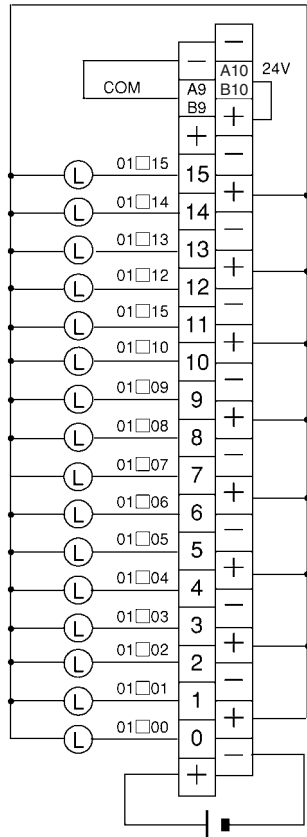 −
− A10 24V
COM A9 B10
B9 +
+
−
L 01□15 15
+
L 01□14 14
−
L 01□13 13
+
L 01□12 12
−
L 01□15 11
+
L 01□10 10
−
L 01□09 9
+
L 01□08 8
−
L 01□07 7
+
L 01□06 6
−
L 01□05 5
+
L 01□04 4
−
L 01□03 3
+
L 01□02 2
−
L 01□01 1
+
L 01□00 0
−
+